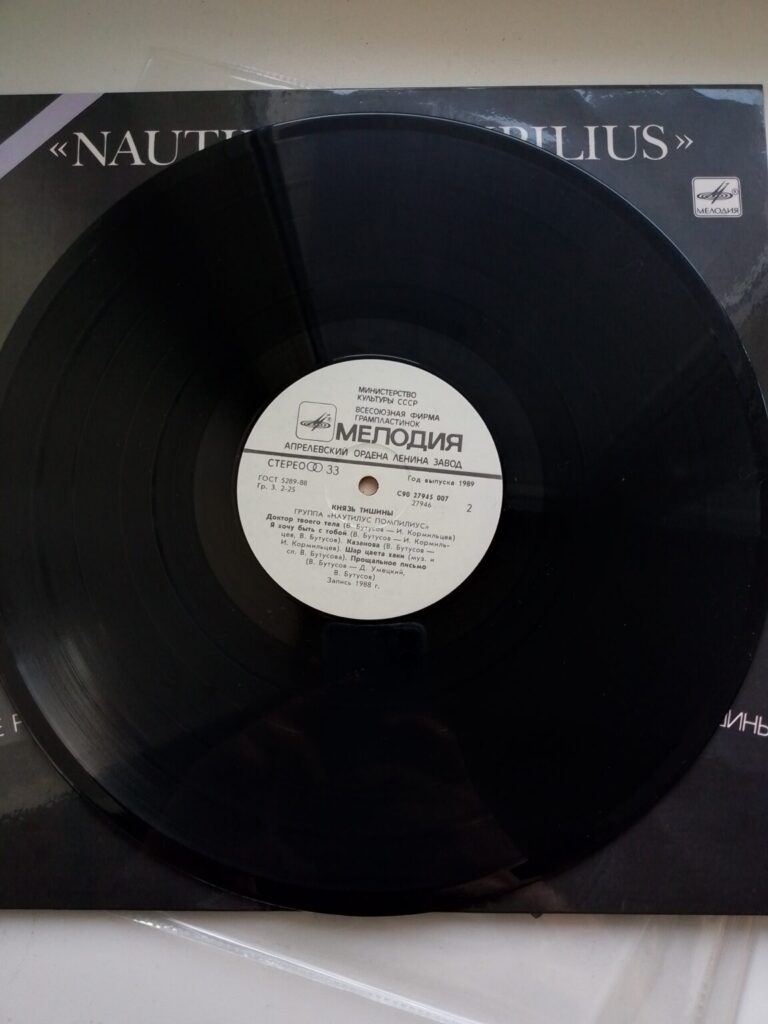 «NAUTI
PILIUS»
МЕЛОДИЯ
МИНИСТЕРСТВО
КУЛЬТУРЫ СССР
ВСЕСОЮЗНАЯ ФИРМА
ГРАМПЛАСТИНОК
МЕЛОДИЯ
АПРЕЛЕВСКИЙ ОРДЕНА ЛЕНИНА ЗАВОД
СТЕРЕО 33
Год выпуска 1989
ГОСТ 5289-88
Гр. 3. 2-25
С90 27945 007
27946
2
КНЯЗЬ ТИШИНЫ
ГРУППА «НАУТИЛУС ПОМПИЛИУС»
Доктор твоего тела (В. Бутусов — И. Кормильцев)
Я хочу быть с тобой (В. Бутусов — И. Кормиль-
цев, В. Бутусов). Казанова (В. Бутусов —
И. Кормильцев). Шар цвета хаки (муз. и
сл. В. Бутусова). Прощальное письмо
(В. Бутусов — Д. Умецкий,
В. Бутусов)
Запись 1988 г.